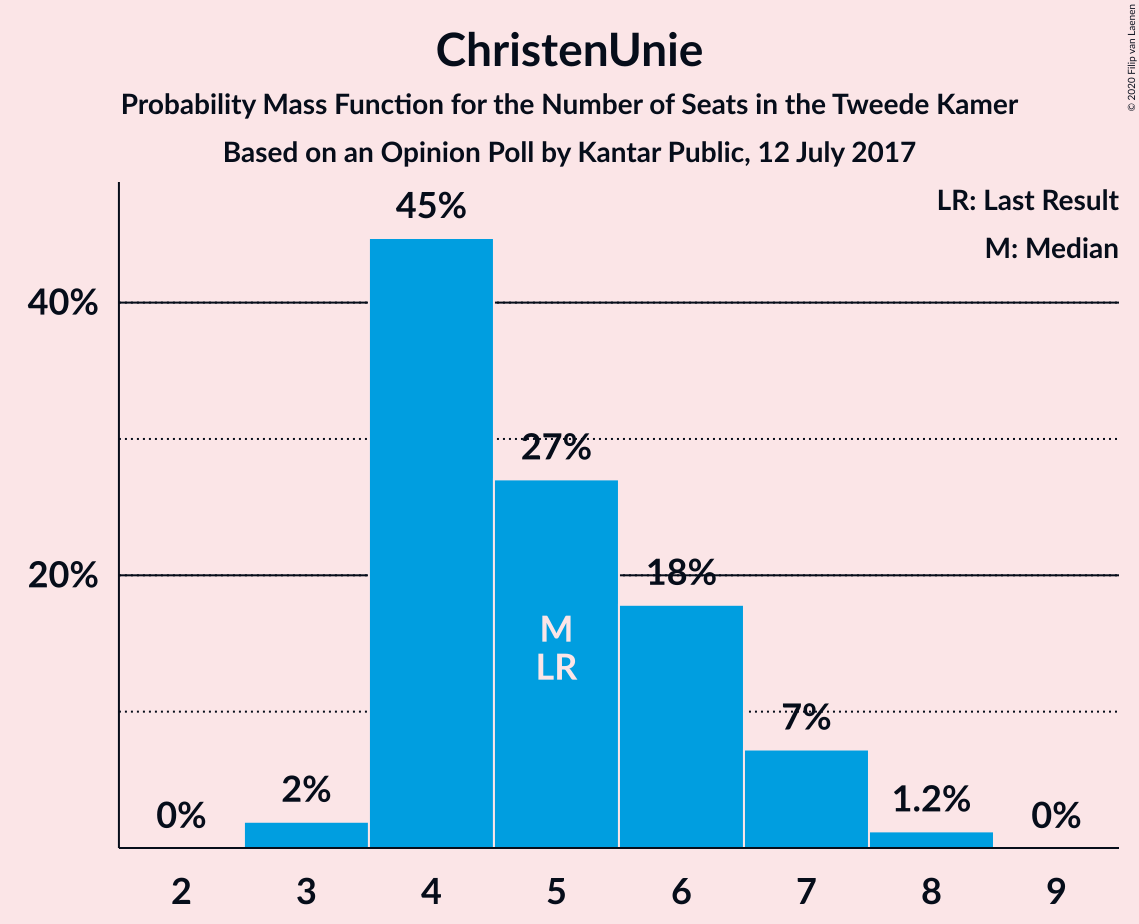 ChristenUnie
Probability Mass Function for the Number of Seats in the Tweede Kamer
Based on an Opinion Poll by Kantar Public, 12 July 2017
© 2020 Filip van Laenen
LR: Last Result
M: Median
45%
40%
27%
20%
18%
M
LR
7%
2%
1.2%
0%
0%
2 3 4 5 6 7 8 9